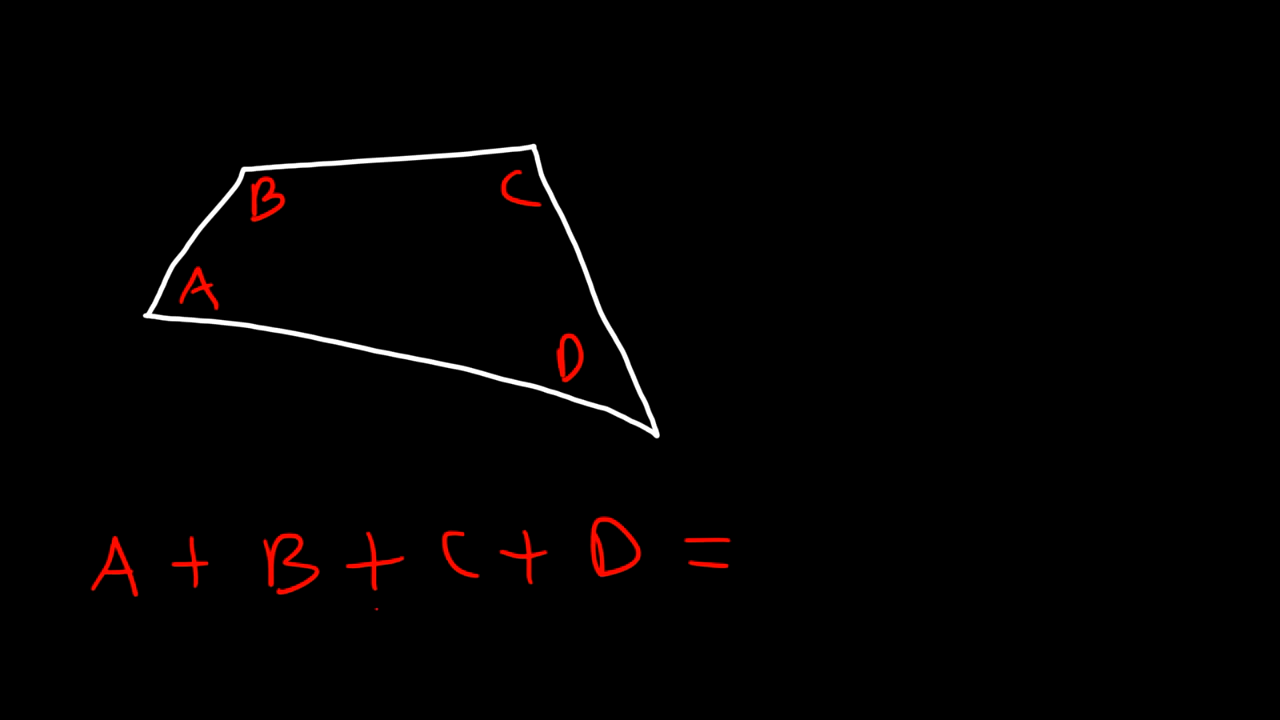 B
C
A
D
A + B + C + D =